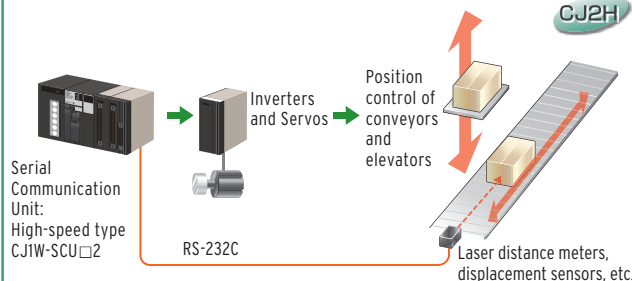 CJ2H
Inverters
and Servos
Position
control of
conveyors
and
elevators
Serial
Communication
Unit:
High-speed type
CJ1W-SCU□2
RS-232C
Laser distance meters,
displacement sensors, etc.